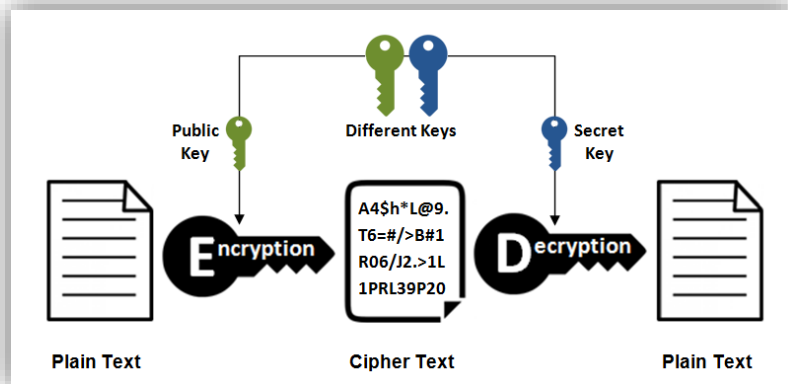 Public
Key
Different Keys
Secret
Key
Encryption
A4$h*L@9.
T6=#/>B#1
R06/J2.>1L
1PRL39P20
Decryption
Plain Text
Cipher Text
Plain Text